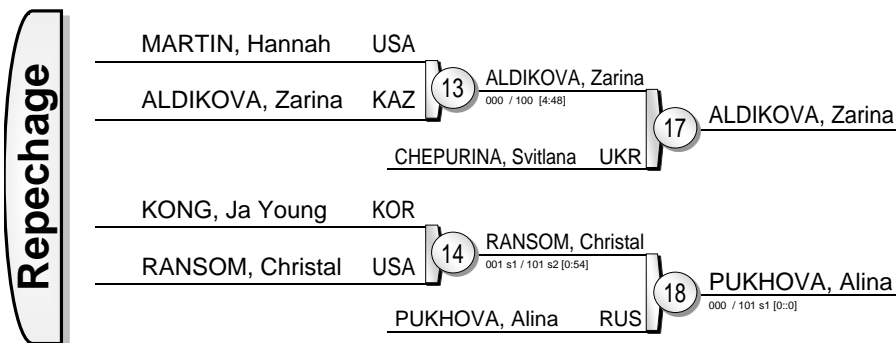 Repechage
MARTIN, Hannah USA
ALDIKOVA, Zarina KAZ
13
ALDIKOVA, Zarina
000 / 100 [4:48]
CHEPURINA, Svitlana UKR
17
ALDIKOVA, Zarina
KONG, Ja Young KOR
RANSOM, Christal USA
14
RANSOM, Christal
001 s1 / 101 s2 [0:54]
PUKHOVA, Alina RUS
18
PUKHOVA, Alina
000 / 101 s1 [0::0]